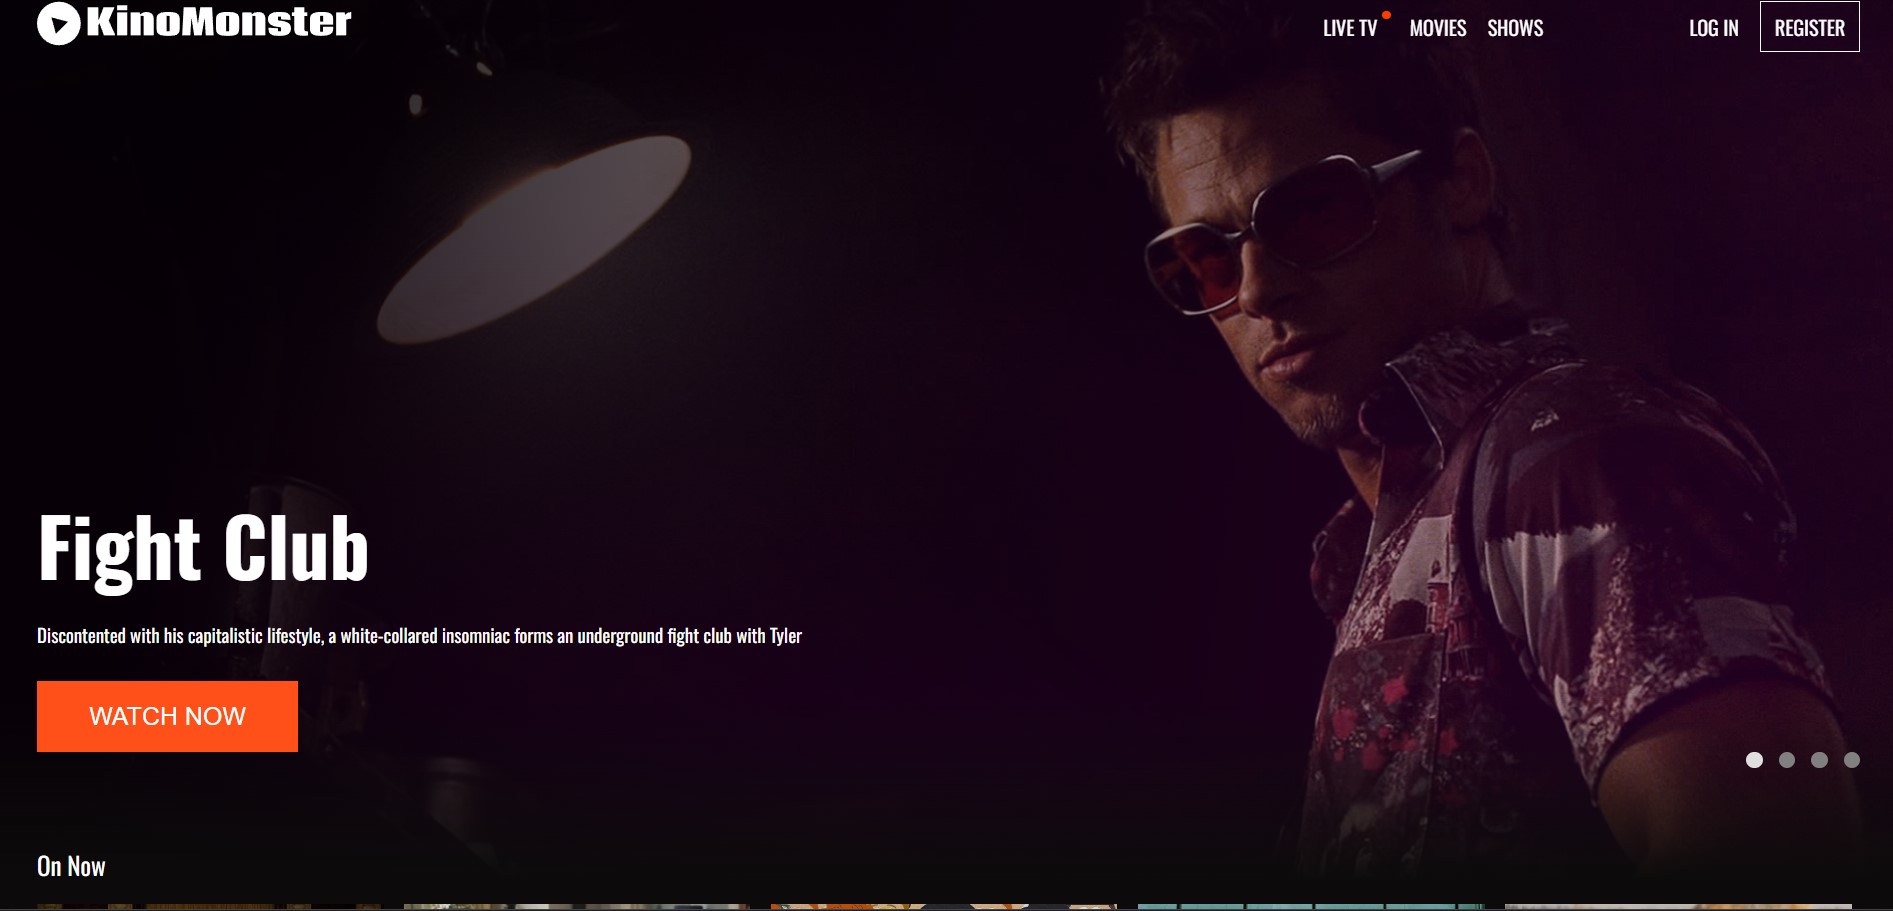 KinoMonster
LIVE TV MOVIES SHOWS LOG IN REGISTER
Fight Club
Discontented with his capitalistic lifestyle, a white-collared insomniac forms an underground fight club with Tyler
WATCH NOW
On Now